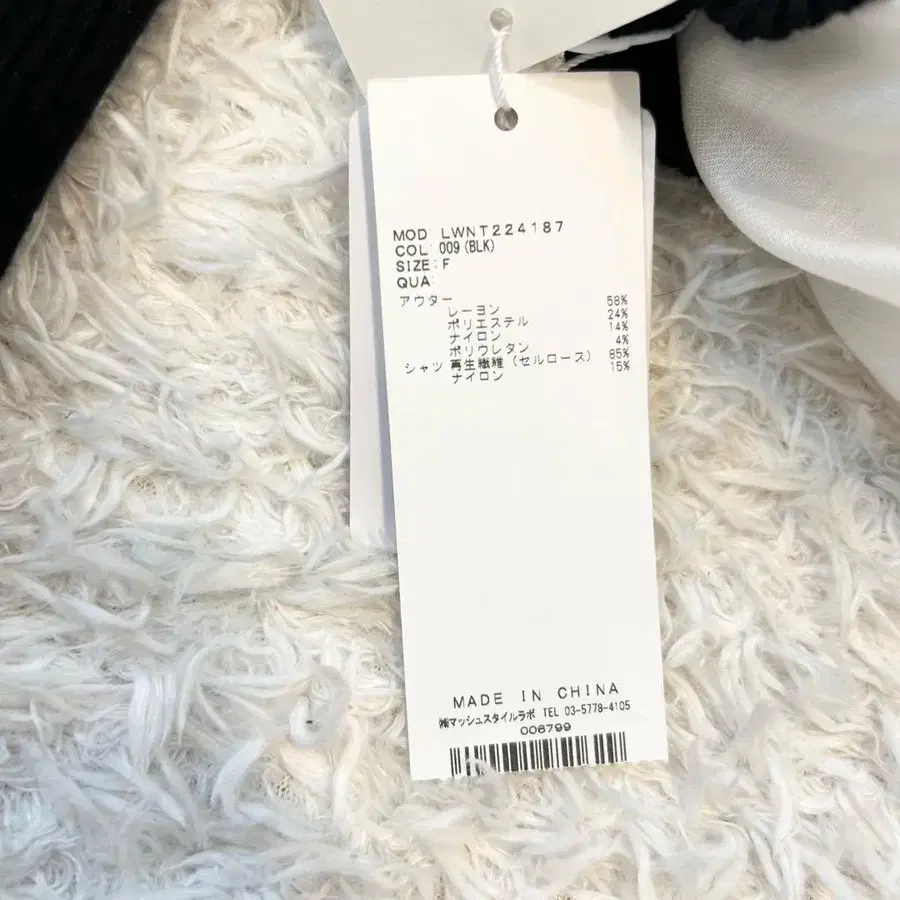 MOD LWNT224187
COL: 009(BLK)
SIZE: F
QUA
アウター
レーヨン 58%
ポリエステル 24%
ナイロン 14%
ポリウレタン 4%
シャツ 再生繊維(セルロース) 85%
ナイロン 15%
MADE IN CHINA
㈱マッシュスタイルラボ TEL 03-5778-4105
006799